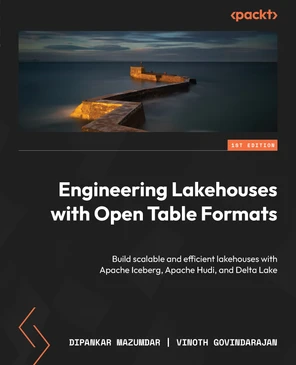 <packt>
1ST EDITION
Engineering Lakehouses
with Open Table Formats
Build scalable and efficient lakehouses with
Apache Iceberg, Apache Hudi, and Delta Lake
DIPANKAR MAZUMDAR | VINOTH GOVINDARAJAN